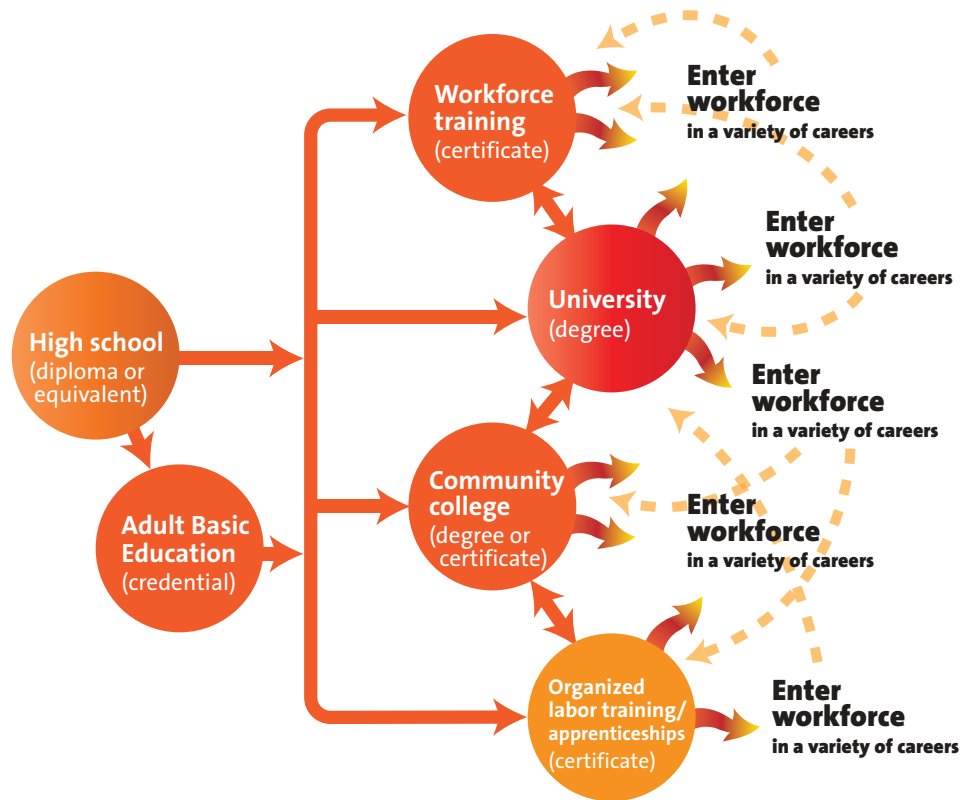 Workforce
training
(certificate)
Enter
workforce
in a variety of careers
University
(degree)
Enter
workforce
in a variety of careers
High school
(diploma or
equivalent)
Enter
workforce
in a variety of careers
Adult Basic
Education
(credential)
Community
college
(degree or
certificate)
Enter
workforce
in a variety of careers
Organized
labor training/
apprenticeships
(certificate)
Enter
workforce
in a variety of careers